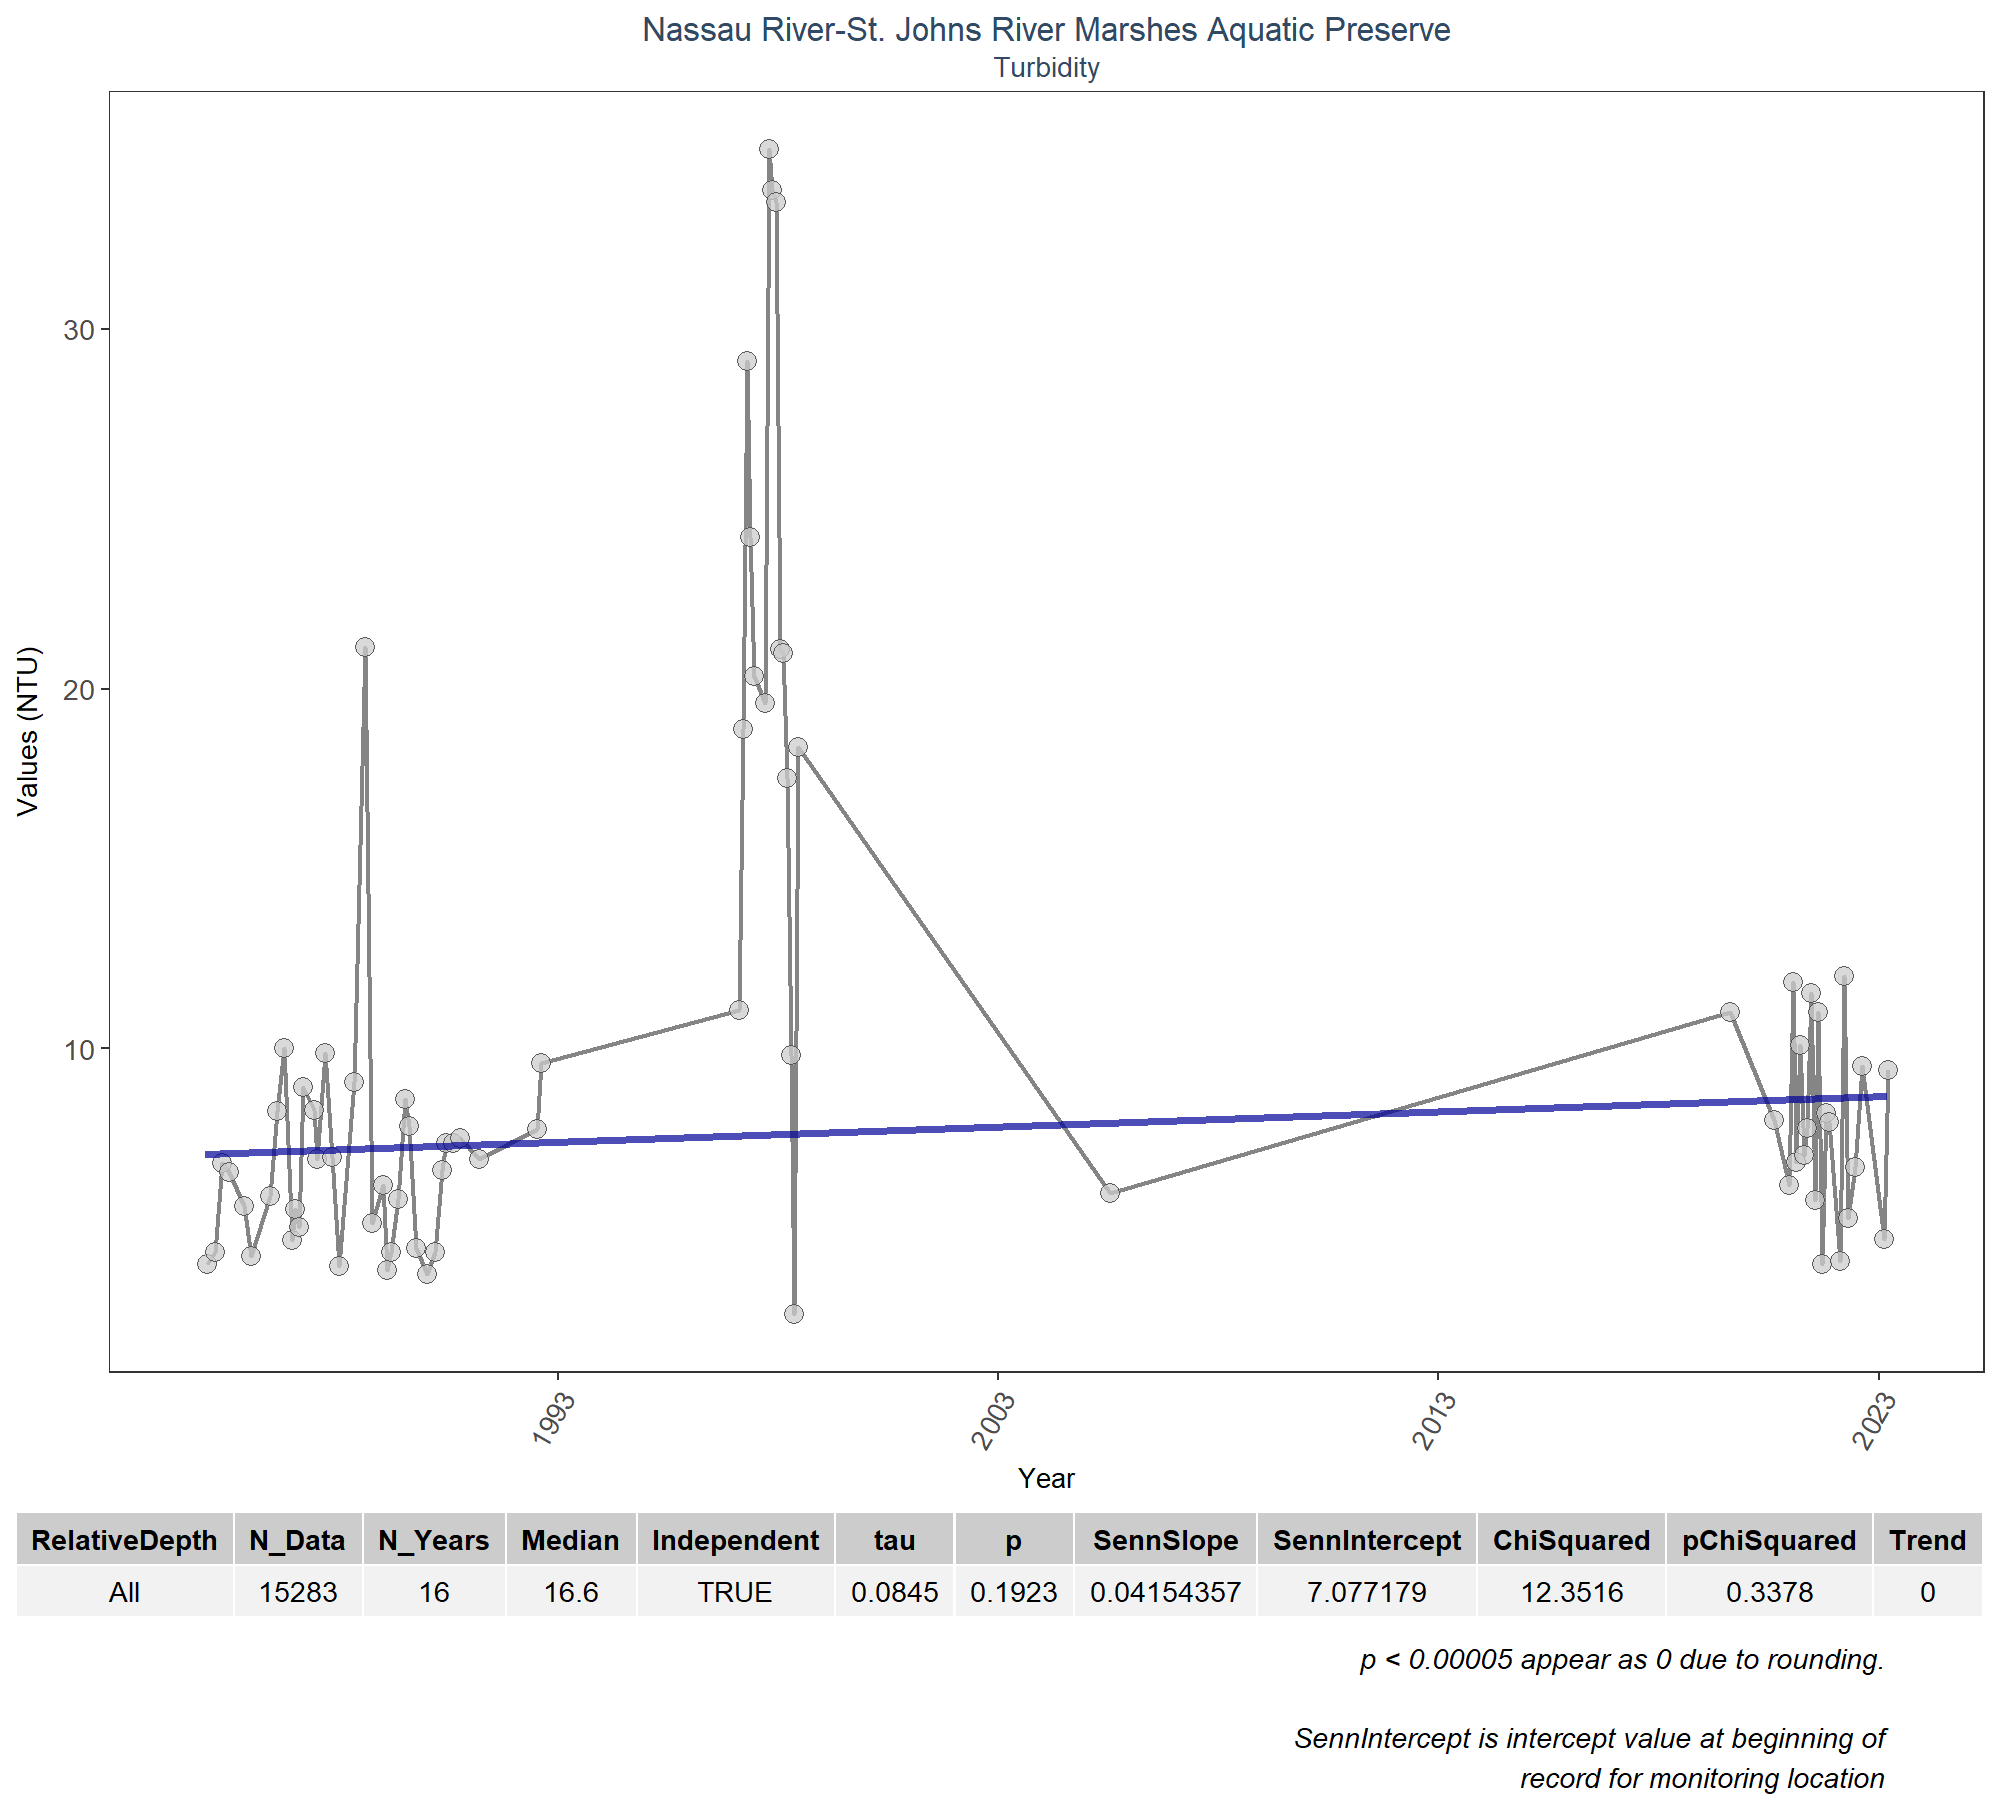 Nassau River-St. Johns River Marshes Aquatic Preserve
Turbidity
Values (NTU)
30
20
10
1993
2003
2013
2023
Year
RelativeDepth N_Data N_Years Median Independent tau p SennSlope SennIntercept ChiSquared pChiSquared Trend
All 15283 16 16.6 TRUE 0.0845 0.1923 0.04154357 7.077179 12.3516 0.3378 0
p < 0.00005 appear as 0 due to rounding.
SennIntercept is intercept value at beginning of
record for monitoring location